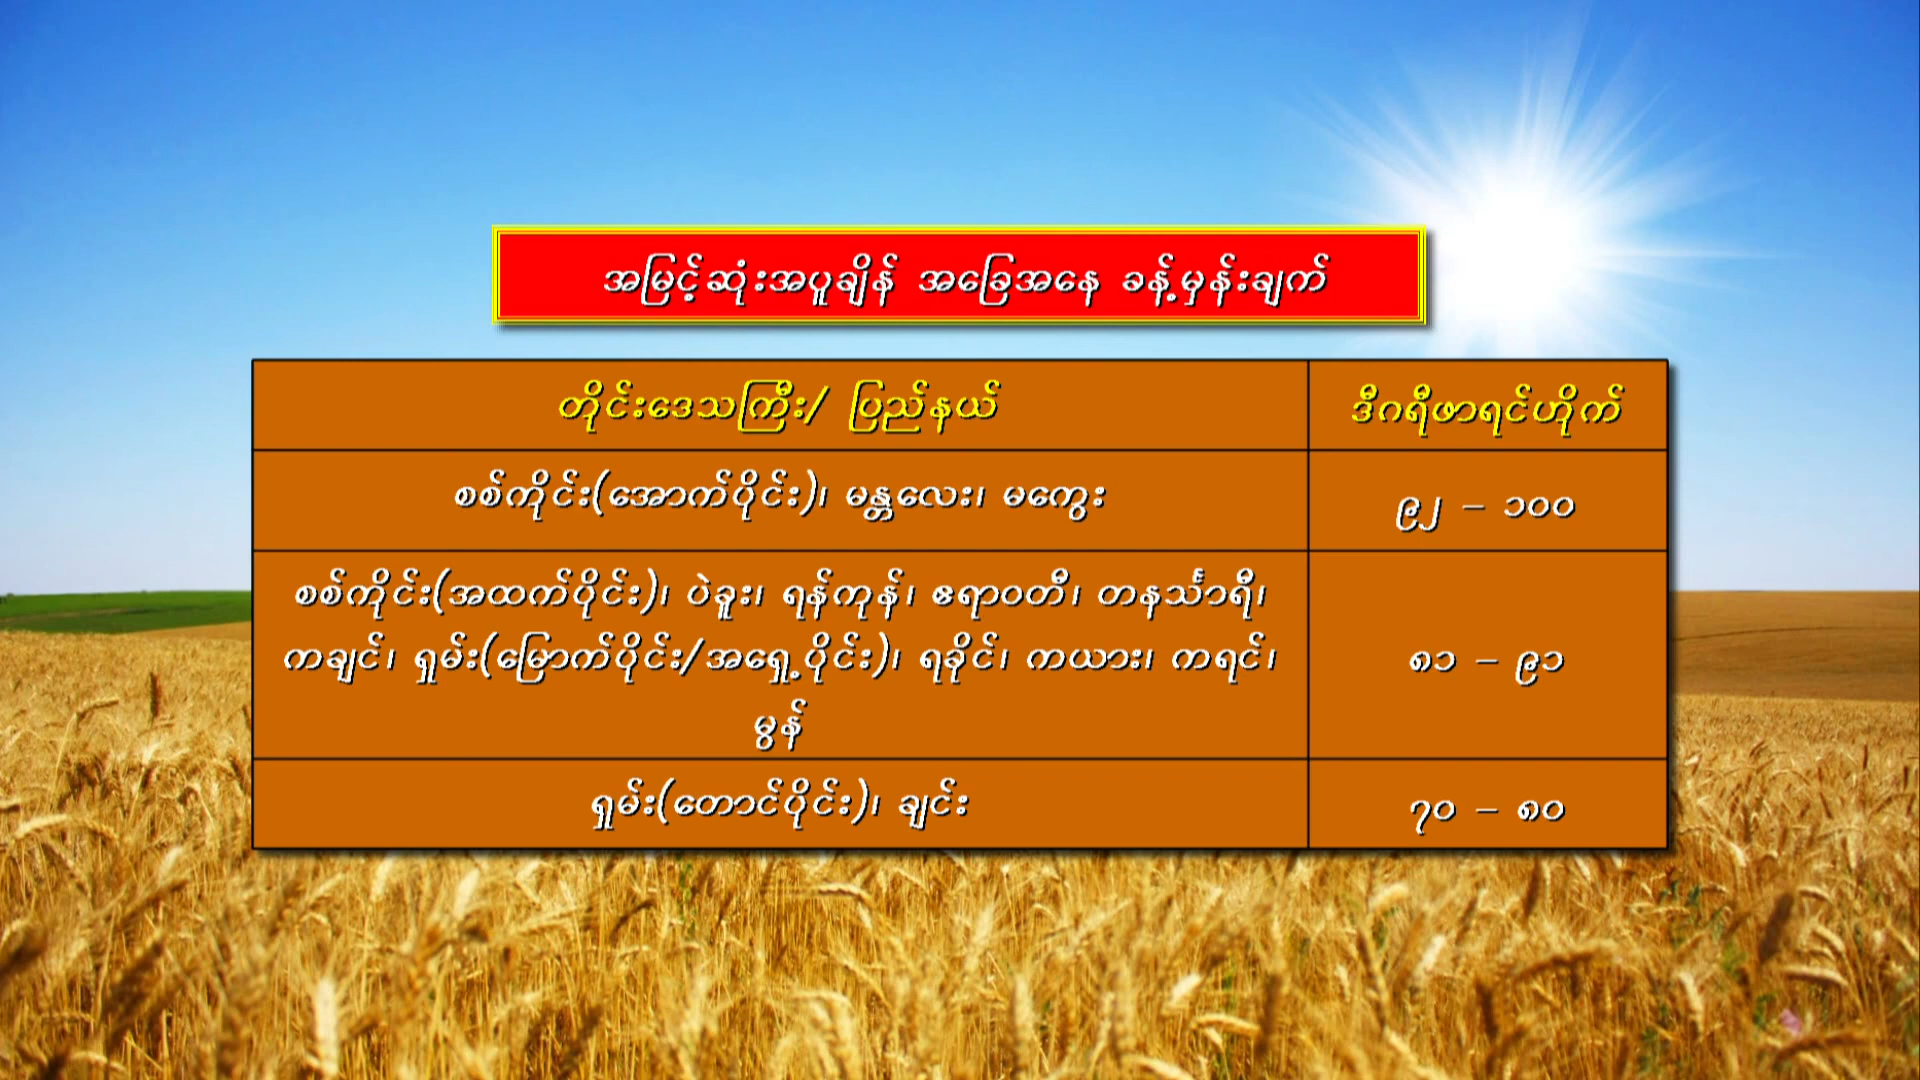 အမြင့်ဆုံးအပူချိန် အခြေအနေ ခန့်မှန်းချက်
တိုင်းဒေသကြီး/ ပြည်နယ်
ဒီဂရီဖာရင်ဟိုက်
စစ်ကိုင်း(အောက်ပိုင်း)၊ မန္တလေး၊ မကွေး
၉၂ – ၁၀၀
စစ်ကိုင်း(အထက်ပိုင်း)၊ ပဲခူး၊ ရန်ကုန်၊ ဧရာဝတီ၊ တနင်္သာရီ၊
ကချင်၊ ရှမ်း(မြောက်ပိုင်း/အရှေ့ပိုင်း)၊ ရခိုင်၊ ကယား၊ ကရင်၊
မွန်
၈၁ – ၉၁
ရှမ်း(တောင်ပိုင်း)၊ ချင်း
၇၀ – ၈၀